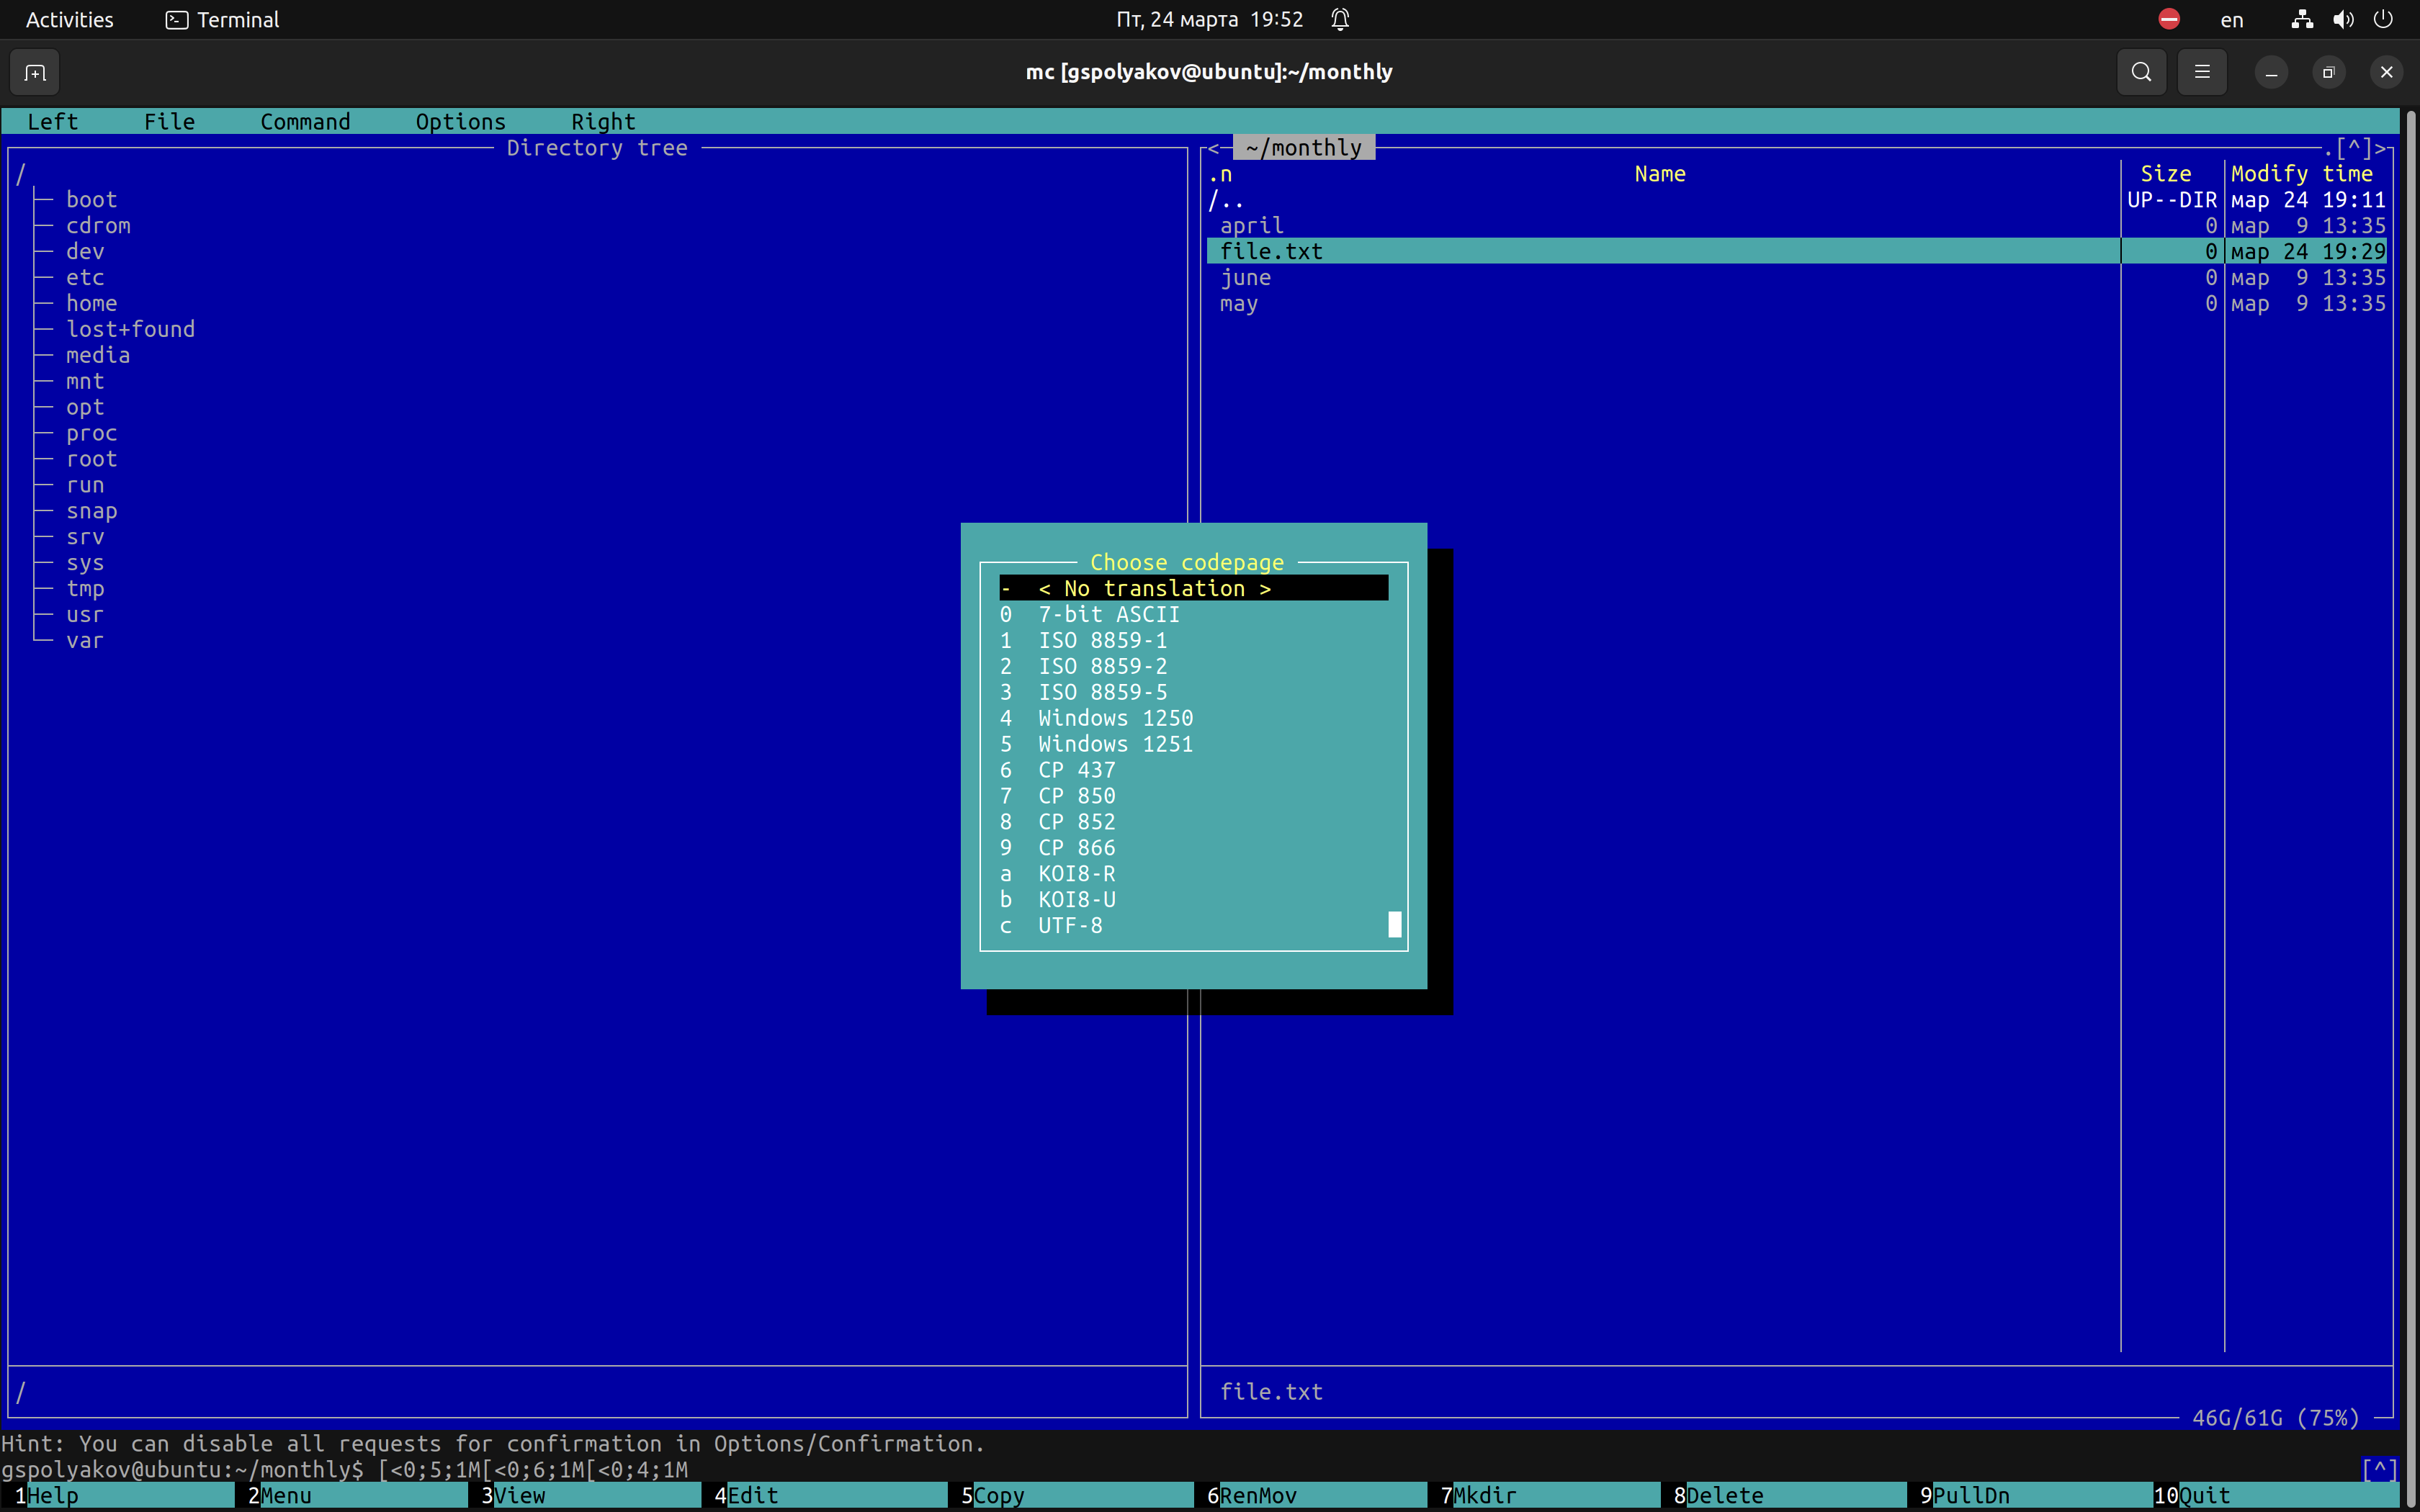 Activities Terminal Пт, 24 марта 19:52 en
mc [gspolyakov@ubuntu]:~/monthly
Left File Command Options Right
Directory tree
/
boot
cdrom
dev
etc
home
lost+found
media
mnt
opt
proc
root
run
snap
srv
sys
tmp
usr
var
/
<─ ~/monthly .[^]>
.n Name Size Modify time
/.. UP--DIR мар 24 19:11
april 0 мар 9 13:35
file.txt 0 мар 24 19:29
june 0 мар 9 13:35
may 0 мар 9 13:35
file.txt
46G/61G (75%)
Choose codepage
- < No translation >
0 7-bit ASCII
1 ISO 8859-1
2 ISO 8859-2
3 ISO 8859-5
4 Windows 1250
5 Windows 1251
6 CP 437
7 CP 850
8 CP 852
9 CP 866
a KOI8-R
b KOI8-U
c UTF-8
Hint: You can disable all requests for confirmation in Options/Confirmation.
gspolyakov@ubuntu:~/monthly$ [<0;5;1M[<0;6;1M[<0;4;1M [^]
1Help 2Menu 3View 4Edit 5Copy 6RenMov 7Mkdir 8Delete 9PullDn 10Quit